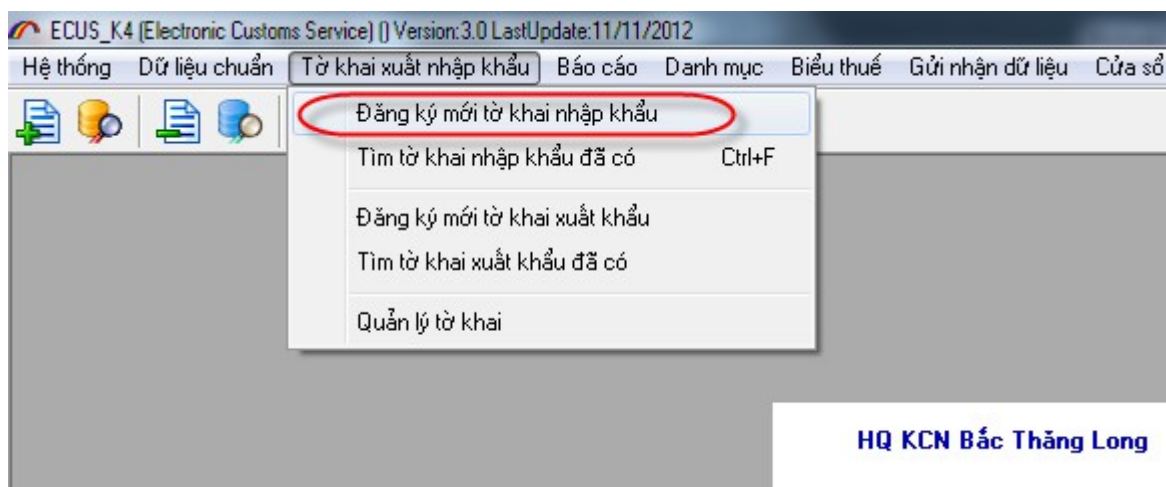 ECUS_K4 (Electronic Customs Service) () Version:3.0 LastUpdate:11/11/2012
Hệ thống Dữ liệu chuẩn Tờ khai xuất nhập khẩu Báo cáo Danh mục Biểu thuế Gửi nhận dữ liệu Cửa sổ
Đăng ký mới tờ khai nhập khẩu
Tìm tờ khai nhập khẩu đã có Ctrl+F
Đăng ký mới tờ khai xuất khẩu
Tìm tờ khai xuất khẩu đã có
Quản lý tờ khai
HQ KCN Bắc Thăng Long